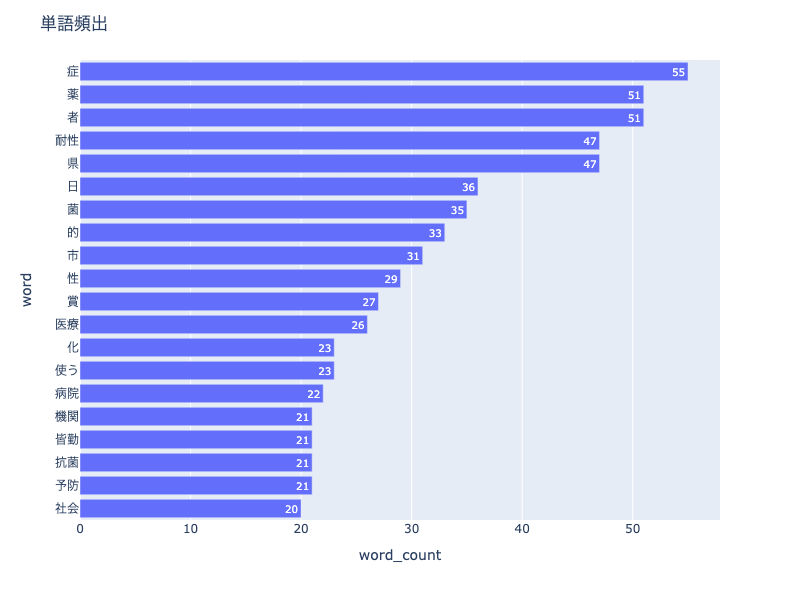 単語頻出
症 55
薬 51
者 51
耐性 47
県 47
日 36
菌 35
的 33
市 31
性 29
賞 27
医療 26
化 23
使う 23
病院 22
機関 21
皆勤 21
抗菌 21
予防 21
社会 20
0 10 20 30 40 50
word_count
word